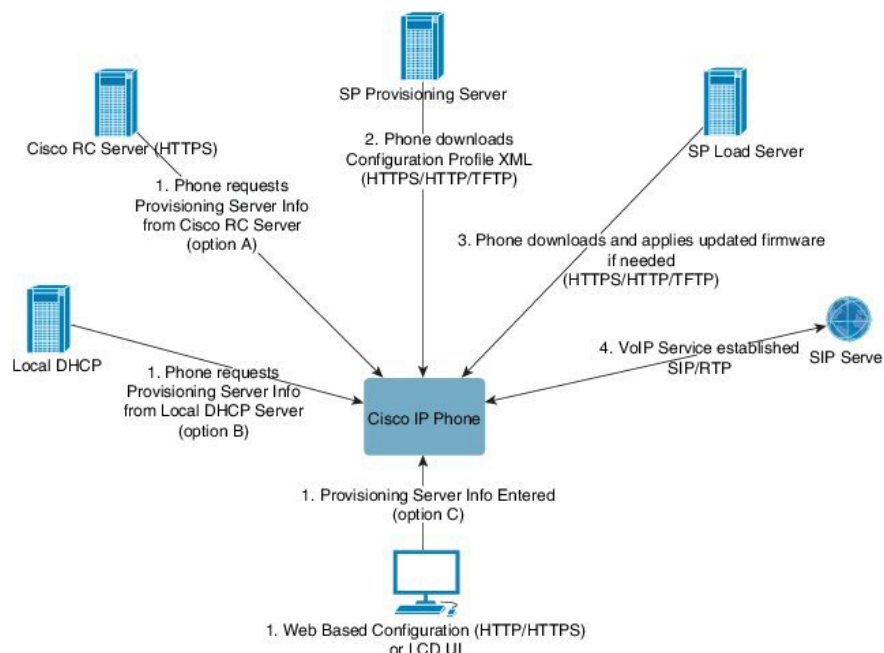 SP Provisioning Server
Cisco RC Server (HTTPS)
SP Load Server
2. Phone downloads
Configuration Profile XML
(HTTPS/HTTP/TFTP)
1. Phone requests
Provisioning Server Info
from Cisco RC Server
(option A)
3. Phone downloads and applies updated firmware
if needed
(HTTPS/HTTP/TFTP)
Local DHCP
1. Phone requests
Provisioning Server Info
from Local DHCP Server
(option B)
4. VoIP Service established
SIP/RTP
SIP Serve
Cisco IP Phone
1. Provisioning Server Info Entered
(option C)
1. Web Based Configuration (HTTP/HTTPS)
or LCD UI